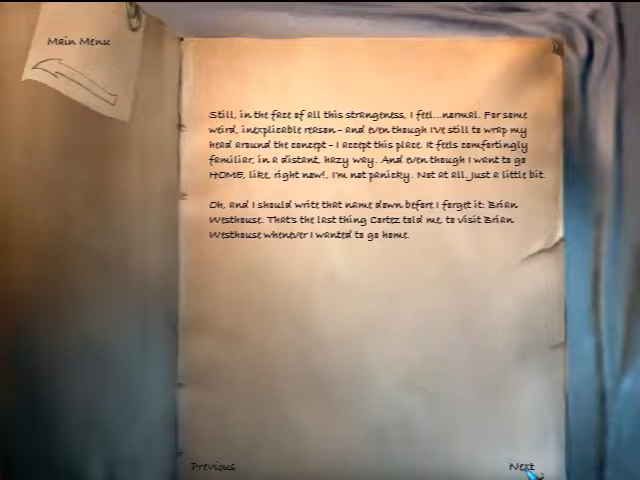 Main Menu
Still, in the face of all this strangeness, I feel...normal. For some
weird, inexplicable reason - and even though I've still to wrap my
head around the concept - I accept this place. It feels comfortingly
familiar, in a distant, hazy way. And even though I want to go
HOME, like, right now!, I'm not panicky. Not at all. Just a little bit.
Oh, and I should write that name down before I forget it: Brian
Westhouse. That's the last thing Cortez told me, to visit Brian
Westhouse whenever I wanted to go home.
Previous
Next